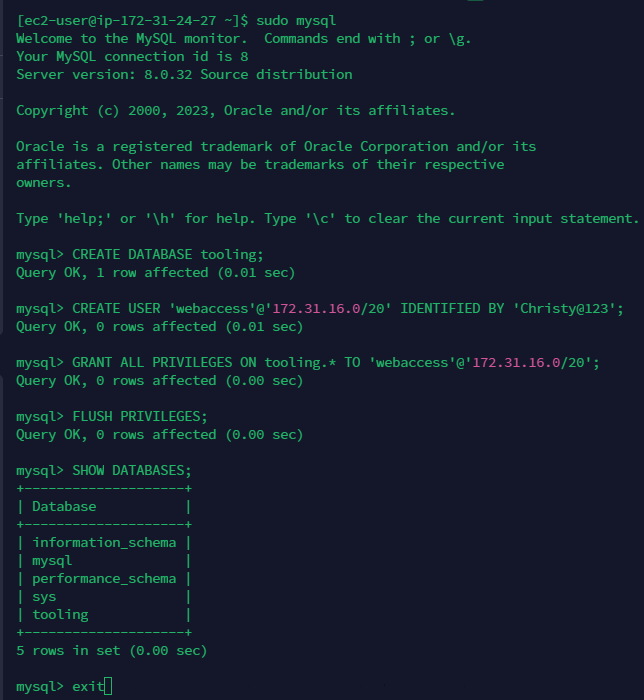 [ec2-user@ip-172-31-24-27 ~]$ sudo mysql
Welcome to the MySQL monitor.  Commands end with ; or \g.
Your MySQL connection id is 8
Server version: 8.0.32 Source distribution

Copyright (c) 2000, 2023, Oracle and/or its affiliates.

Oracle is a registered trademark of Oracle Corporation and/or its
affiliates. Other names may be trademarks of their respective
owners.

Type 'help;' or '\h' for help. Type '\c' to clear the current input statement.

mysql> CREATE DATABASE tooling;
Query OK, 1 row affected (0.01 sec)

mysql> CREATE USER 'webaccess'@'172.31.16.0/20' IDENTIFIED BY 'Christy@123';
Query OK, 0 rows affected (0.01 sec)

mysql> GRANT ALL PRIVILEGES ON tooling.* TO 'webaccess'@'172.31.16.0/20';
Query OK, 0 rows affected (0.00 sec)

mysql> FLUSH PRIVILEGES;
Query OK, 0 rows affected (0.00 sec)

mysql> SHOW DATABASES;
+--------------------+
| Database           |
+--------------------+
| information_schema |
| mysql              |
| performance_schema |
| sys                |
| tooling            |
+--------------------+
5 rows in set (0.00 sec)

mysql> exit